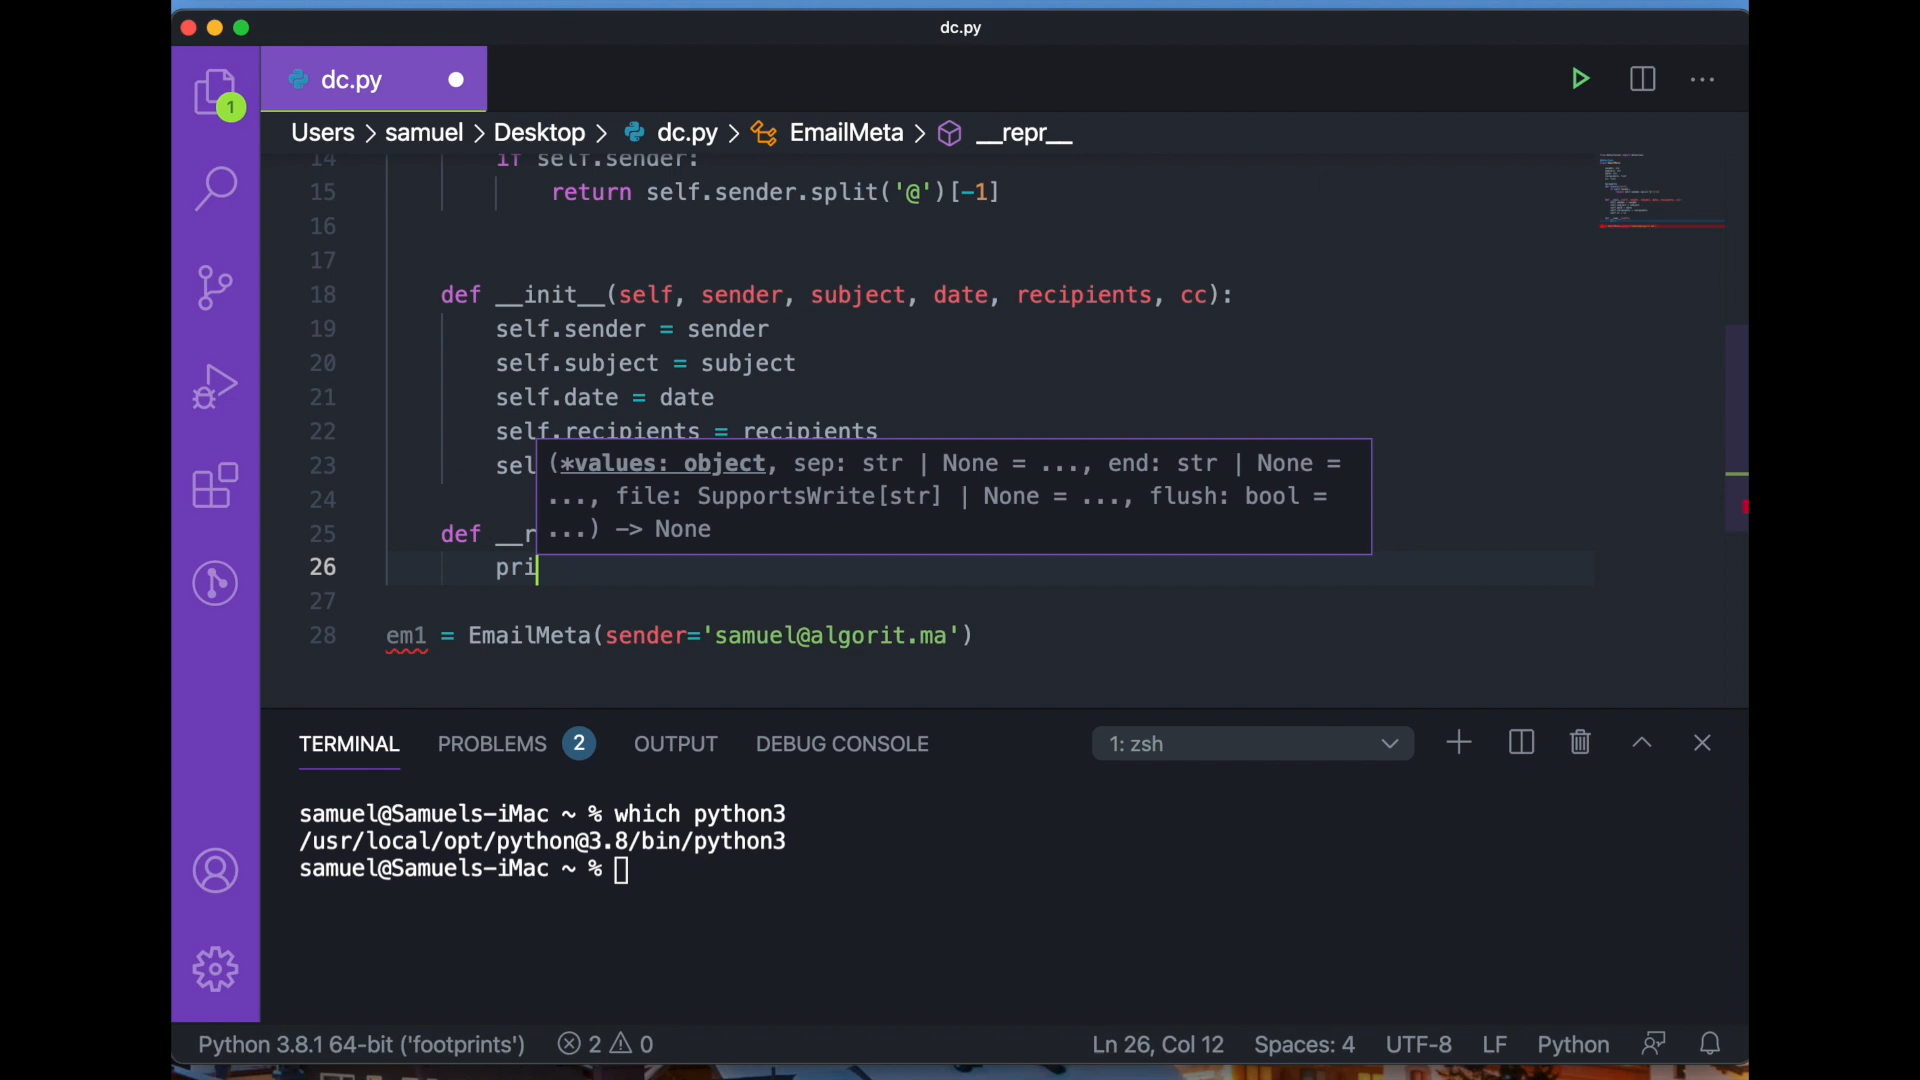 dc.py
dc.py
1
Users > samuel > Desktop > dc.py > EmailMeta > __repr__
14 if self.sender:
15 return self.sender.split('@')[-1]
16
17
18 def __init__(self, sender, subject, date, recipients, cc):
19 self.sender = sender
20 self.subject = subject
21 self.date = date
22 self.recipients = recipients
23 sel
(*values: object, sep: str | None = ..., end: str | None =
..., file: SupportsWrite[str] | None = ..., flush: bool =
...) -> None
24
25 def __r
26 pri
27
28 em1 = EmailMeta(sender='samuel@algorit.ma')
TERMINAL PROBLEMS 2 OUTPUT DEBUG CONSOLE 1: zsh
samuel@Samuels-iMac ~ % which python3
/usr/local/opt/python@3.8/bin/python3
samuel@Samuels-iMac ~ %
Python 3.8.1 64-bit ('footprints') 2 0 Ln 26, Col 12 Spaces: 4 UTF-8 LF Python